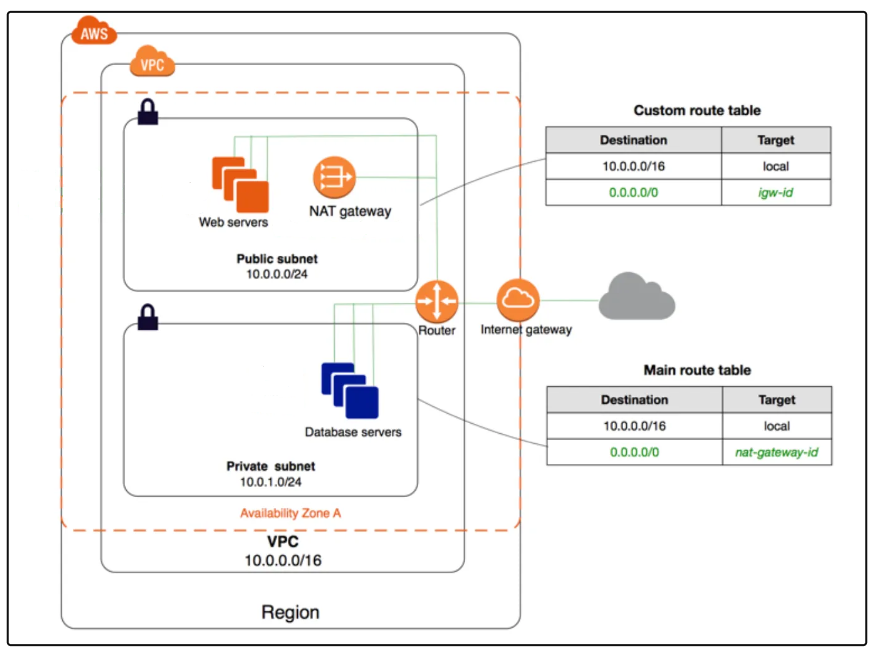 AWS
VPC
Web servers
NAT gateway
Public subnet
10.0.0.0/24
Custom route table
Destination Target
10.0.0.0/16 local
0.0.0.0/0 igw-id
Router
Internet gateway
Database servers
Private subnet
10.0.1.0/24
Main route table
Destination Target
10.0.0.0/16 local
0.0.0.0/0 nat-gateway-id
Availability Zone A
VPC
10.0.0.0/16
Region